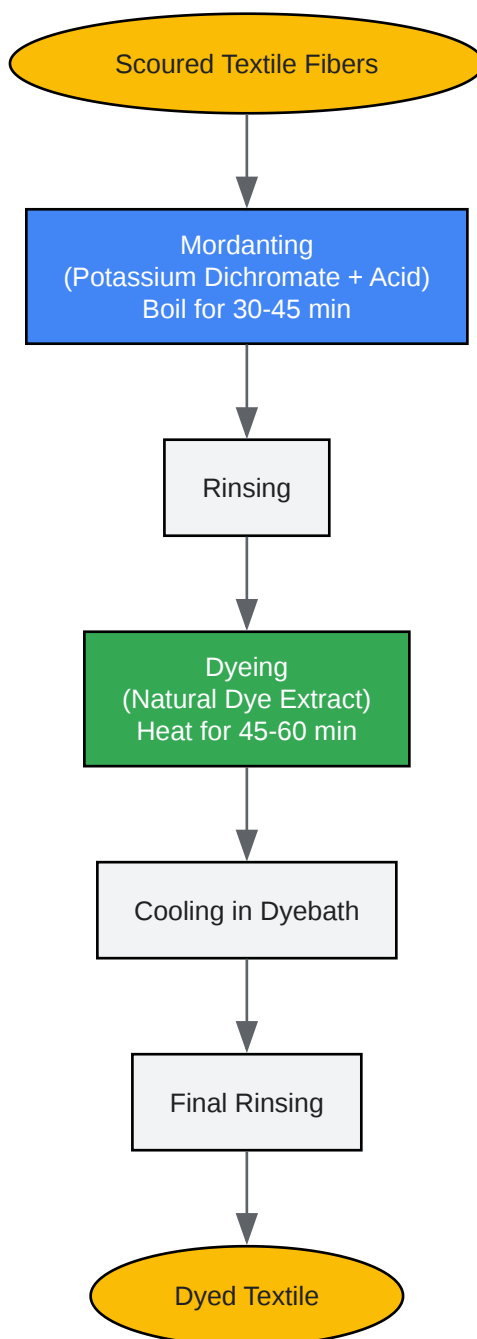 Scoured Textile Fibers
Mordanting
(Potassium Dichromate + Acid)
Boil for 30-45 min
Rinsing
Dyeing
(Natural Dye Extract)
Heat for 45-60 min
Cooling in Dyebath
Final Rinsing
Dyed Textile